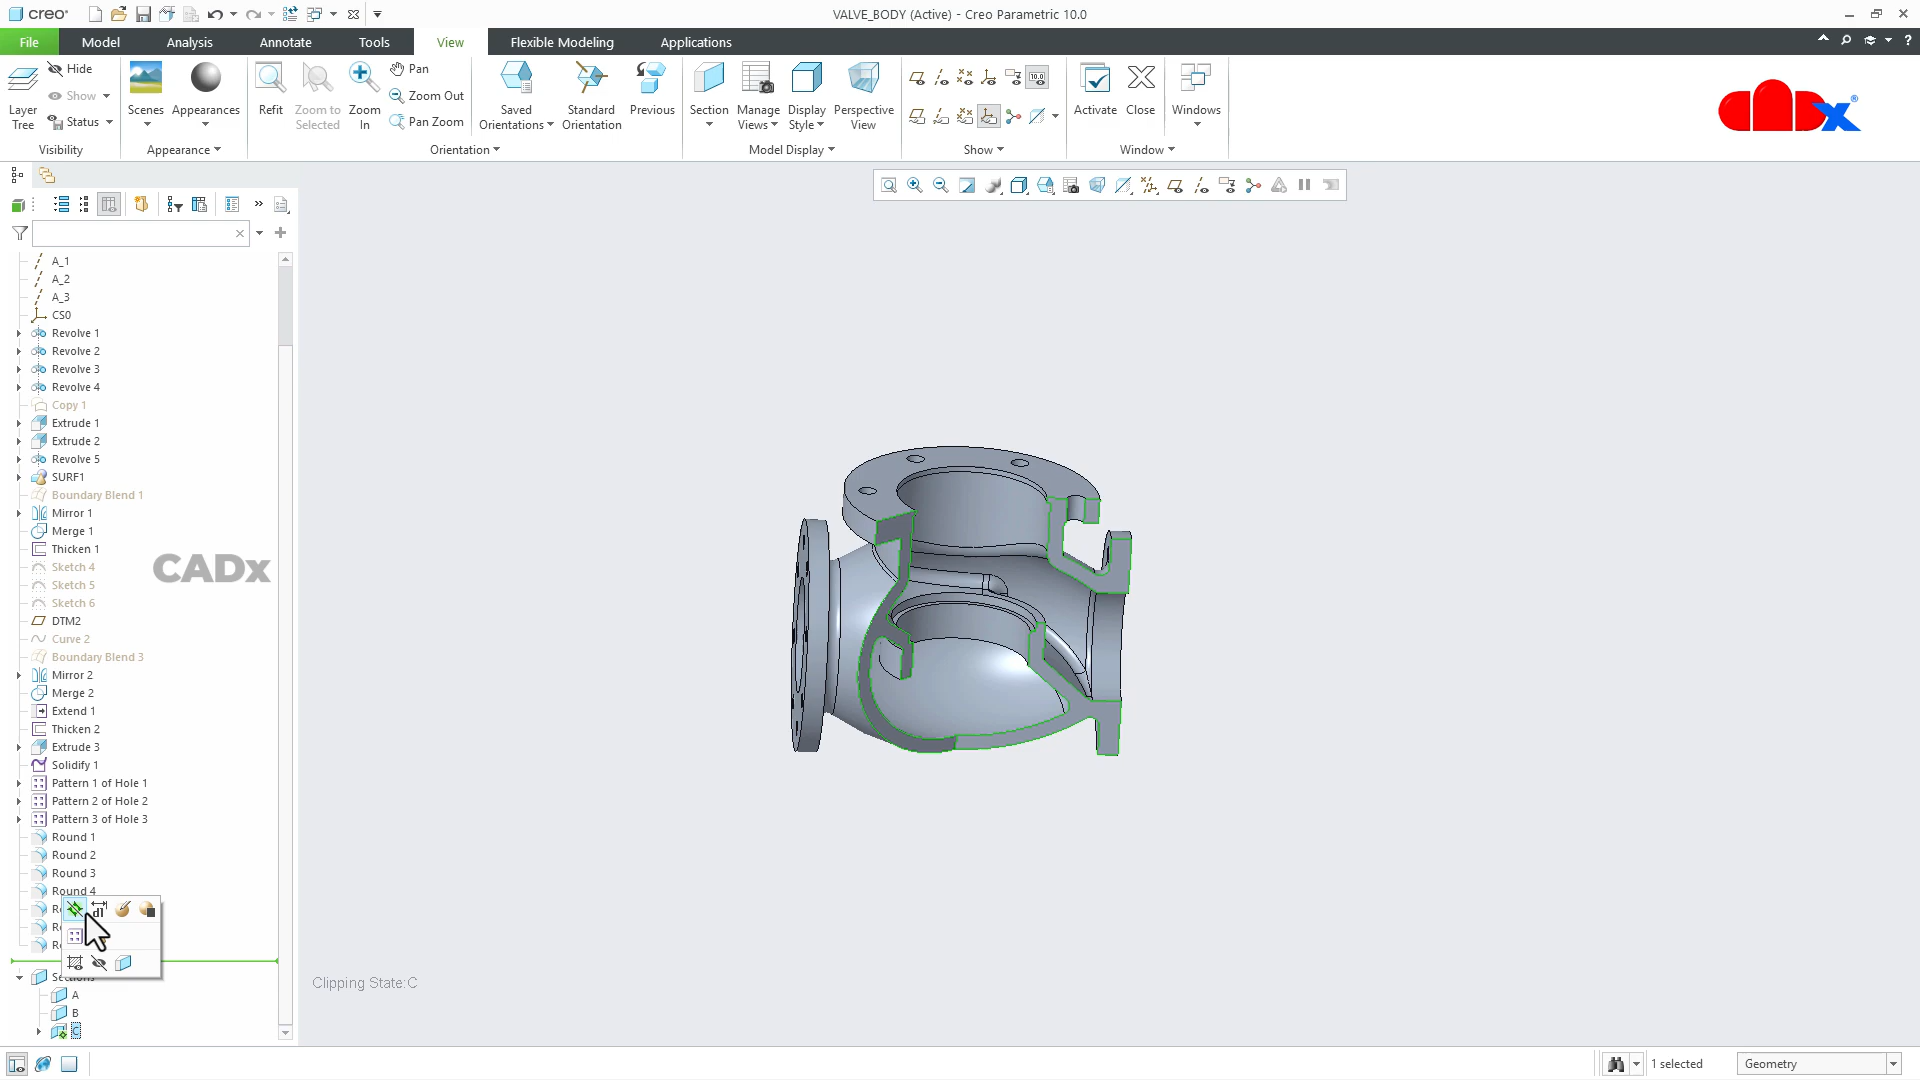 creo
VALVE_BODY (Active) - Creo Parametric 10.0
File
Model
Analysis
Annotate
Tools
View
Flexible Modeling
Applications
Layer Tree
Hide
Show
Status
Visibility
Scenes
Appearances
Appearance
Refit
Zoom to Selected
Zoom In
Pan
Zoom Out
Pan Zoom
Saved Orientations
Standard Orientation
Previous
Orientation
Section
Manage Views
Display Style
Perspective View
Model Display
10.0
Show
Activate
Close
Windows
Window
CADx®
A_1
A_2
A_3
CS0
Revolve 1
Revolve 2
Revolve 3
Revolve 4
Copy 1
Extrude 1
Extrude 2
Revolve 5
SURF1
Boundary Blend 1
Mirror 1
Merge 1
Thicken 1
Sketch 4
Sketch 5
Sketch 6
CADx
DTM2
Curve 2
Boundary Blend 3
Mirror 2
Merge 2
Extend 1
Thicken 2
Extrude 3
Solidify 1
Pattern 1 of Hole 1
Pattern 2 of Hole 2
Pattern 3 of Hole 3
Round 1
Round 2
Round 3
Round 4
Sections
A
B
C
Clipping State:C
1 selected
Geometry